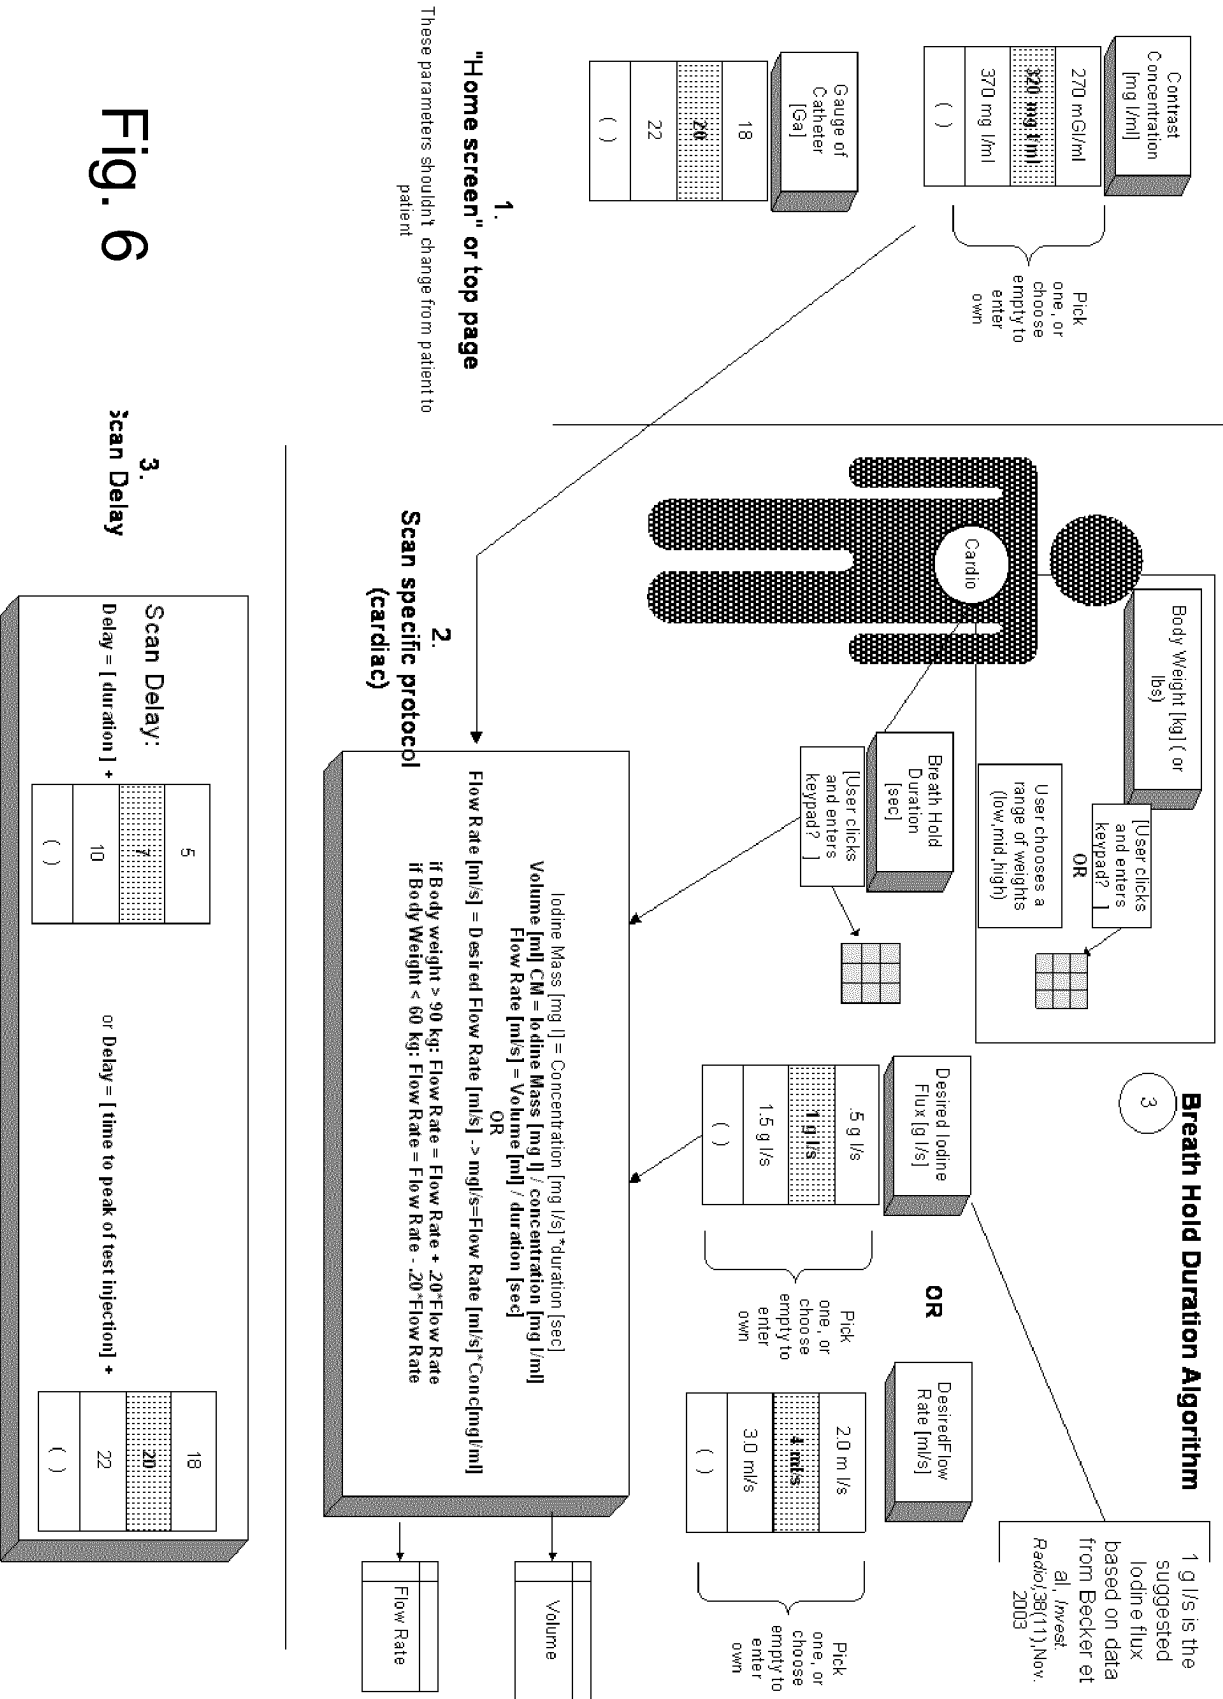 Breath Hold Duration Algorithm
3
1 g I/s is the
suggested
Iodine flux
based on data
from Becker et
al, Invest.
Radiol,38(11),Nov.
2003
Contrast
Concentration
[mg I/ml]
270 mGI/ml
320 mg I/ml
370 mg I/ml
( )
Pick
one, or
choose
empty to
enter
own
Gauge of
Catheter
[Ga]
18
20
22
( )
1.
"Home screen" or top page
These parameters shouldn't change from patient to
patient
Body Weight [kg] ( or
lbs)
[User clicks
and enters
keypad? ]
OR
User chooses a
range of weights
(low,mid,high)
Cardio
Breath Hold
Duration
[sec]
[User clicks
and enters
keypad? ]
Desired Iodine
Flux [g I/s]
.5 g I/s
1 g I/s
1.5 g I/s
( )
Pick
one, or
choose
empty to
enter
own
OR
DesiredFlow
Rate [ml/s]
2.0 ml/s
4 ml/s
3.0 ml/s
( )
Pick
one, or
choose
empty to
enter
own
2.
Scan specific protocol
(cardiac)
Iodine Mass [mg I] = Concentration [mg I/s]*duration [sec]
Volume [ml] CM = Iodine Mass [mg I] / concentration [mg I/ml]
Flow Rate [ml/s] = Volume [ml] / duration [sec]
OR
Flow Rate [ml/s] = Desired Flow Rate [ml/s] -> mgI/s=Flow Rate [ml/s]*Conc[mgI/ml]
if Body weight > 90 kg: Flow Rate = Flow Rate + .20*Flow Rate
if Body Weight < 60 kg: Flow Rate = Flow Rate - .20*Flow Rate
Volume
Flow Rate
3.
Scan Delay
Scan Delay:
Delay = [ duration ] +
5
7
10
( )
or Delay = [ time to peak of test injection] +
18
20
22
( )
Fig. 6